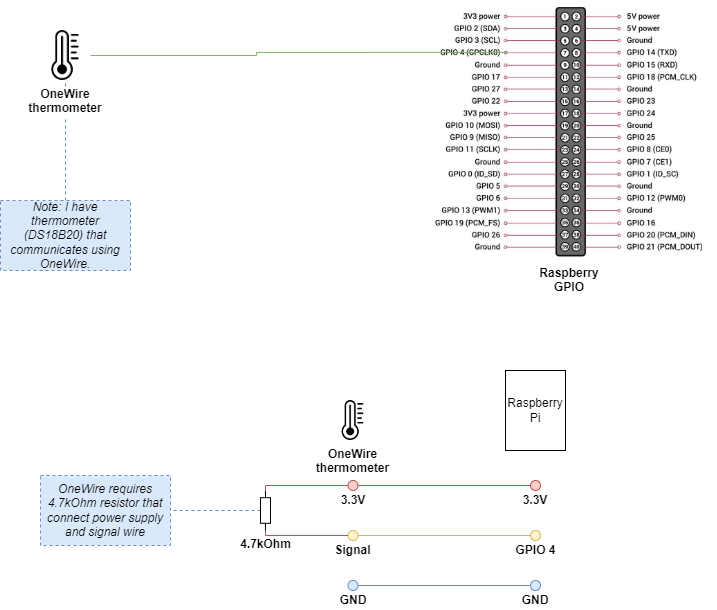 3V3 power 1 2 5V power
GPIO 2 (SDA) 3 4 5V power
GPIO 3 (SCL) 5 6 Ground
GPIO 4 (GPCLK0) 7 8 GPIO 14 (TXD)
Ground 9 10 GPIO 15 (RXD)
GPIO 17 11 12 GPIO 18 (PCM_CLK)
GPIO 27 13 14 Ground
GPIO 22 15 16 GPIO 23
3V3 power 17 18 GPIO 24
GPIO 10 (MOSI) 19 20 Ground
GPIO 9 (MISO) 21 22 GPIO 25
GPIO 11 (SCLK) 23 24 GPIO 8 (CE0)
Ground 25 26 GPIO 7 (CE1)
GPIO 0 (ID_SD) 27 28 GPIO 1 (ID_SC)
GPIO 5 29 30 Ground
GPIO 6 31 32 GPIO 12 (PWM0)
GPIO 13 (PWM1) 33 34 Ground
GPIO 19 (PCM_FS) 35 36 GPIO 16
GPIO 26 37 38 GPIO 20 (PCM_DIN)
Ground 39 40 GPIO 21 (PCM_DOUT)
Raspberry
GPIO
OneWire
thermometer
Note: I have
thermometer
(DS18B20) that
communicates using
OneWire.
Raspberry
Pi
OneWire
thermometer
OneWire requires
4.7kOhm resistor that
connect power supply
and signal wire
4.7kOhm
3.3V 3.3V
Signal GPIO 4
GND GND